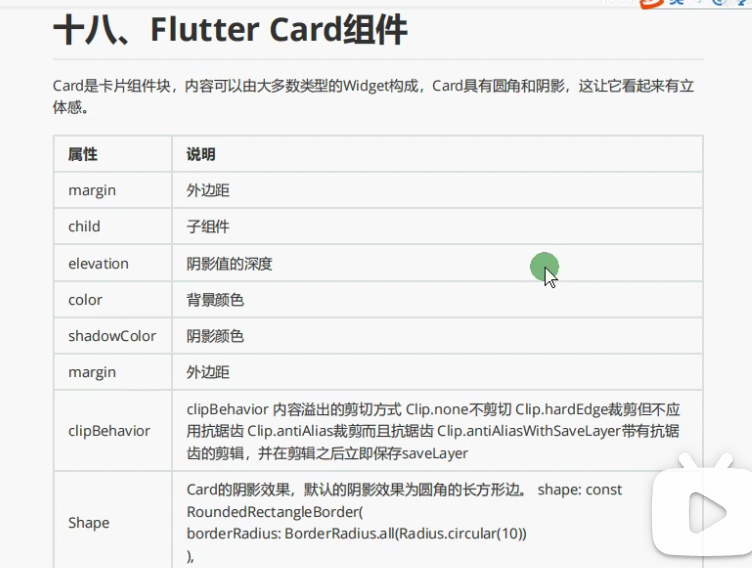 十八、Flutter Card组件
Card是卡片组件块，内容可以由大多数类型的Widget构成，Card具有圆角和阴影，这让它看起来有立
体感。
属性 说明
margin 外边距
child 子组件
elevation 阴影值的深度
color 背景颜色
shadowColor 阴影颜色
margin 外边距
clipBehavior 内容溢出的剪切方式 Clip.none不剪切 Clip.hardEdge裁剪但不应
clipBehavior 用抗锯齿 Clip.antiAlias裁剪而且抗锯齿 Clip.antiAliasWithSaveLayer带有抗锯
齿的剪辑，并在剪辑之后立即保存saveLayer
Card的阴影效果，默认的阴影效果为圆角的长方形边。 shape: const
Shape RoundedRectangleBorder(
borderRadius: BorderRadius.all(Radius.circular(10))
),